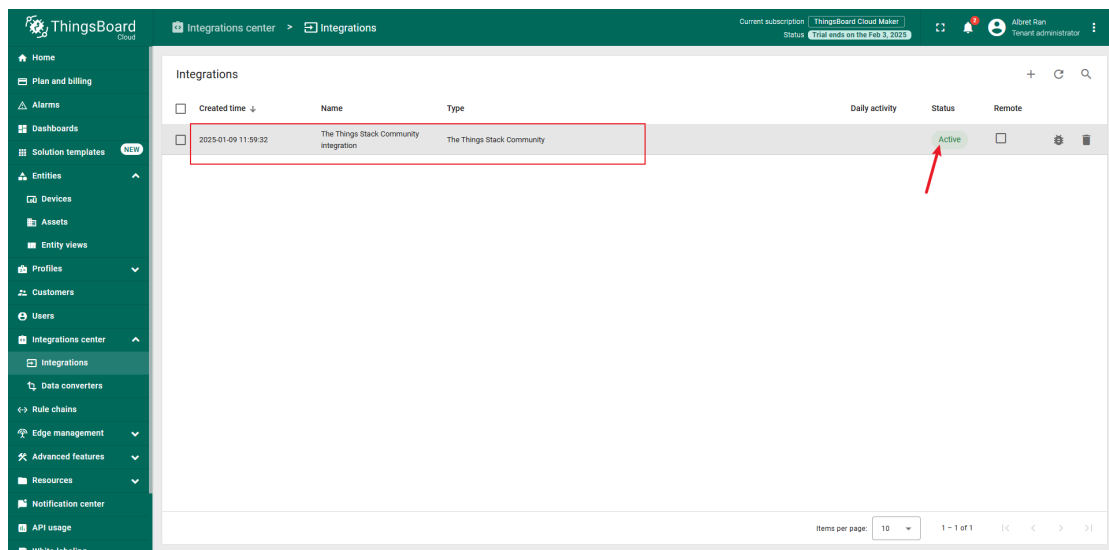 ThingsBoard
Cloud
Integrations center > Integrations
Current subscription ThingsBoard Cloud Maker
Status Trial ends on the Feb 3, 2025
2
Albret Ran
Tenant administrator
Home
Plan and billing
Alarms
Dashboards
Solution templates NEW
Entities
Devices
Assets
Entity views
Profiles
Customers
Users
Integrations center
Integrations
Data converters
Rule chains
Edge management
Advanced features
Resources
Notification center
API usage
White labeling
Integrations
Created time Name Type Daily activity Status Remote
2025-01-09 11:59:32 The Things Stack Community integration The Things Stack Community Active
Items per page: 10 1 – 1 of 1